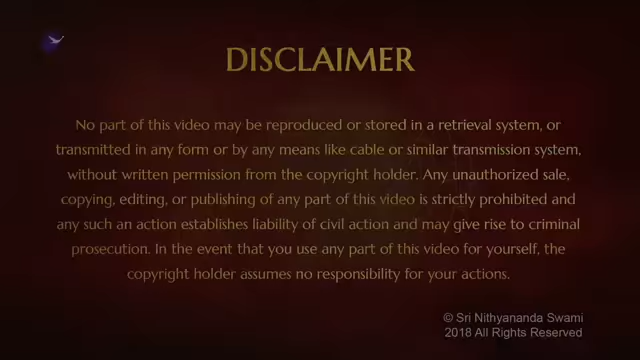 DISCLAIMER
No part of this video may be reproduced or stored in a retrieval system, or
transmitted in any form or by any means like cable or similar transmission system,
without written permission from the copyright holder. Any unauthorized sale,
copying, editing, or publishing of any part of this video is strictly prohibited and
any such an action establishes liability of civil action and may give rise to criminal
prosecution. In the event that you use any part of this video for yourself, the
copyright holder assumes no responsibility for your actions.
© Sri Nithyananda Swami
2018 All Rights Reserved